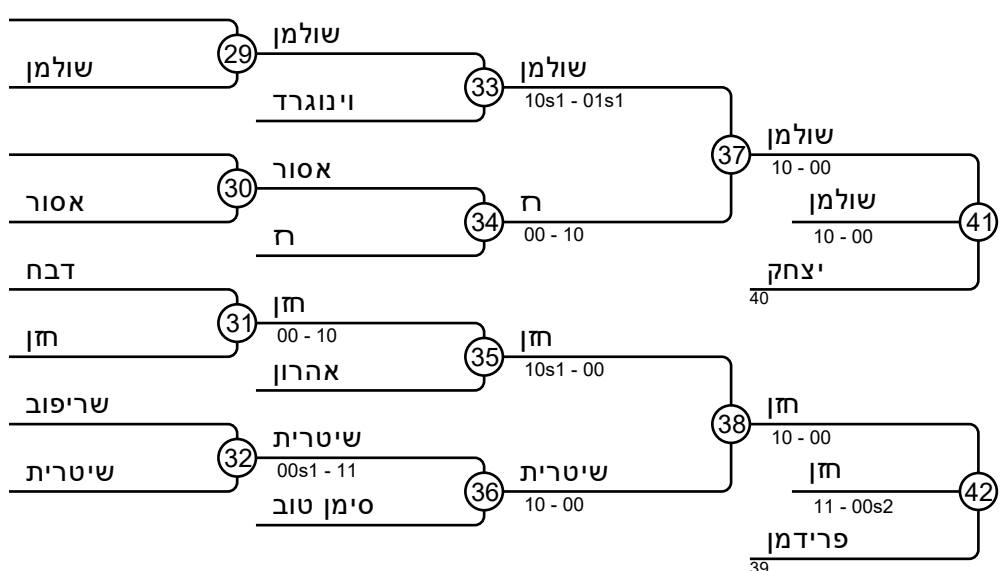 שולמן
29
שולמן
וינוגרד
33
שולמן
10s1 - 01s1
אסור
30
אסור
רז
34
רז
00 - 10
37
שולמן
10 - 00
שולמן
10 - 00
41
יצחק
40
דבח
חזן
31
חזן
00 - 10
אהרון
35
חזן
10s1 - 00
שריפוב
שיטרית
32
שיטרית
00s1 - 11
סימן טוב
36
שיטרית
10 - 00
38
חזן
10 - 00
חזן
11 - 00s2
42
פרידמן
39